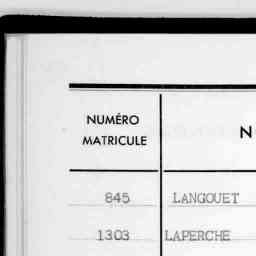 NUMÉRO
MATRICULE
N
845 LANGOUET
1303 LAPERCHE